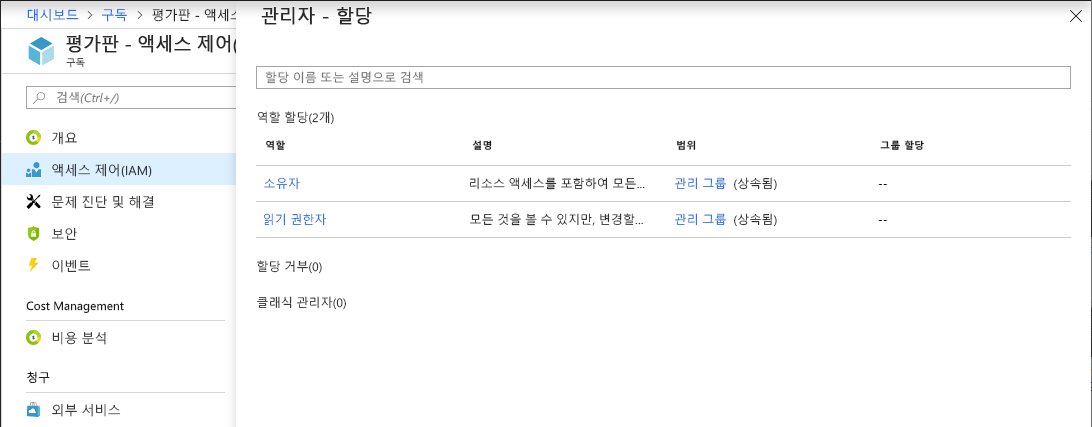 대시보드 > 구독 > 평가판 - 액세스
평가판 - 액세스 제어(
구독
검색(Ctrl+/)
개요
액세스 제어(IAM)
문제 진단 및 해결
보안
이벤트
Cost Management
비용 분석
청구
외부 서비스
관리자 - 할당
할당 이름 또는 설명으로 검색
역할 할당(2개)
역할 설명 범위 그룹 할당
소유자 리소스 액세스를 포함하여 모든... 관리 그룹 (상속됨) --
읽기 권한자 모든 것을 볼 수 있지만, 변경할... 관리 그룹 (상속됨) --
할당 거부(0)
클래식 관리자(0)